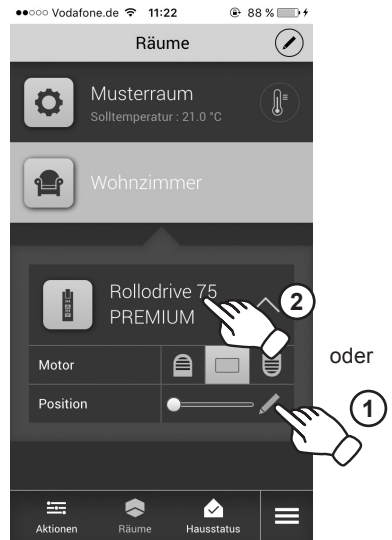 Vodafone.de 11:22 88 %
Räume
Musterraum
Solltemperatur : 21.0 °C
Wohnzimmer
Rollodrive 75
PREMIUM
2
Motor
oder
Position
1
Aktionen Räume Hausstatus